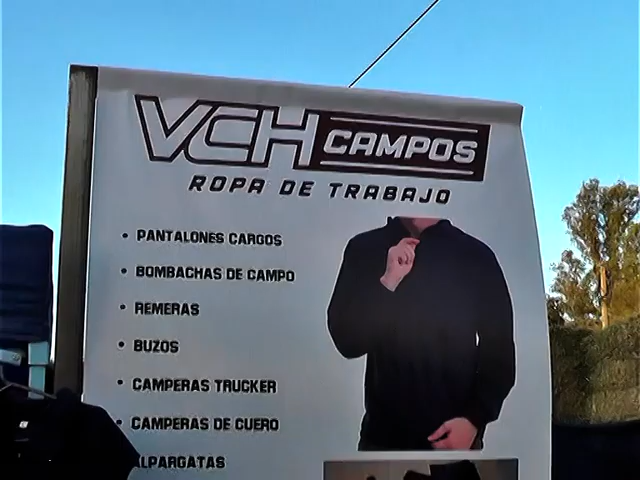 VCH CAMPOS
ROPA DE TRABAJO
• PANTALONES CARGOS
• BOMBACHAS DE CAMPO
• REMERAS
• BUZOS
• CAMPERAS TRUCKER
• CAMPERAS DE CUERO
ALPARGATAS